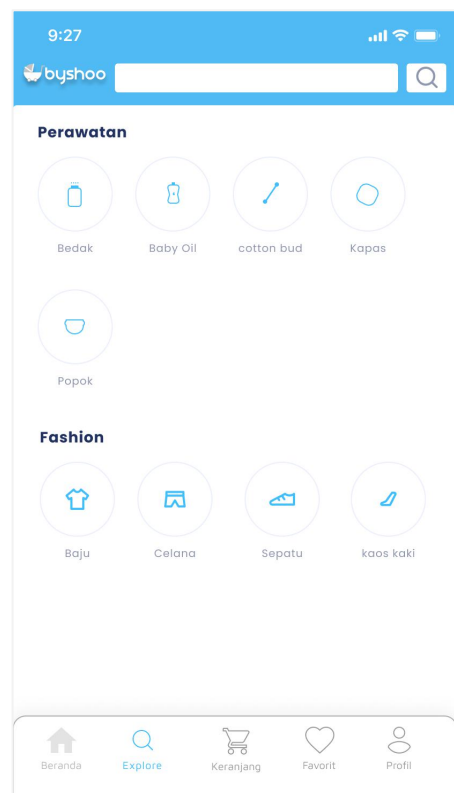 9:27
byshoo
Perawatan
Bedak Baby Oil cotton bud Kapas
Popok
Fashion
Baju Celana Sepatu kaos kaki
Beranda Explore Keranjang Favorit Profil